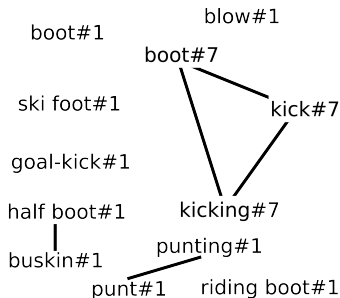 blow#1
boot#1
boot#7
ski foot#1
kick#7
goal-kick#1
half boot#1
kicking#7
punting#1
buskin#1
punt#1
riding boot#1